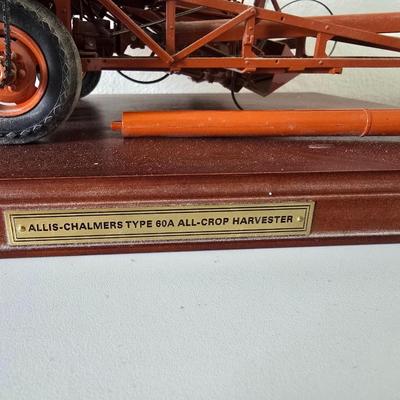 ALLIS-CHALMERS TYPE 60A ALL-CROP HARVESTER